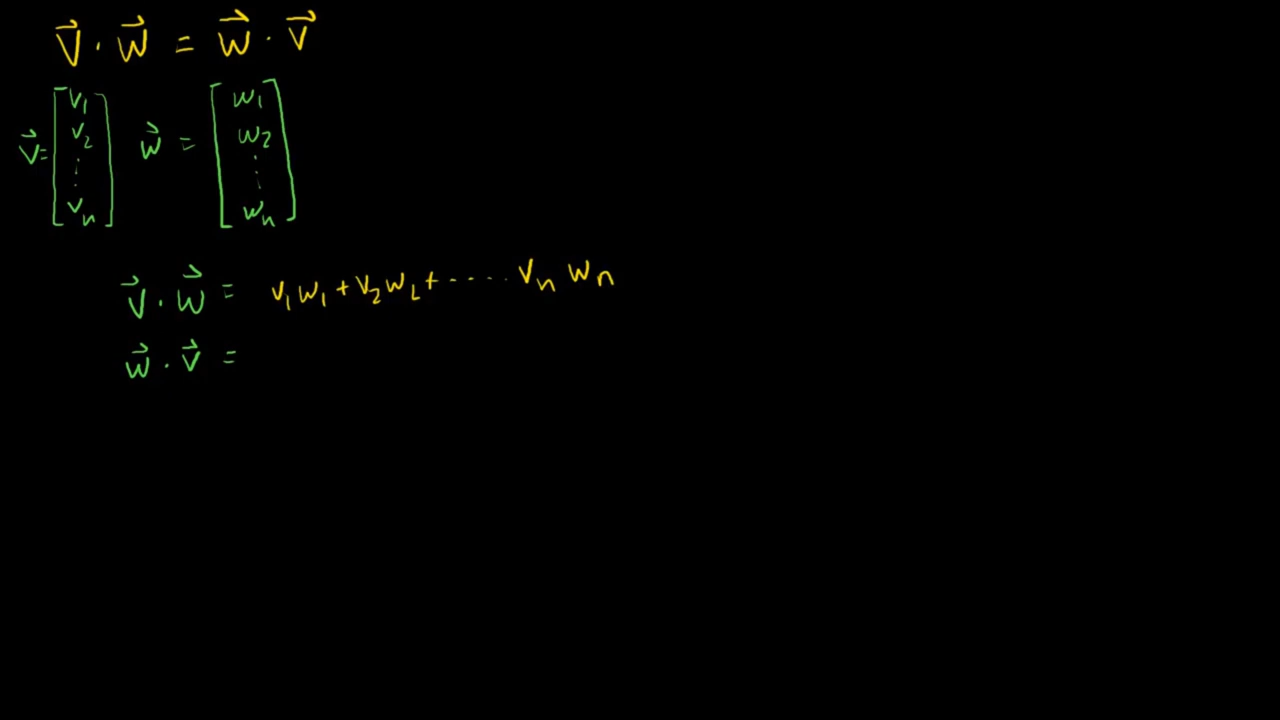 v⃗ · w⃗ = w⃗ · v⃗
v⃗ = [v₁ v₂ ⋮ vₙ] w⃗ = [w₁ w₂ ⋮ wₙ]
v⃗ · w⃗ = v₁w₁ + v₂w₂ + ····· vₙ wₙ
w⃗ · v⃗ =